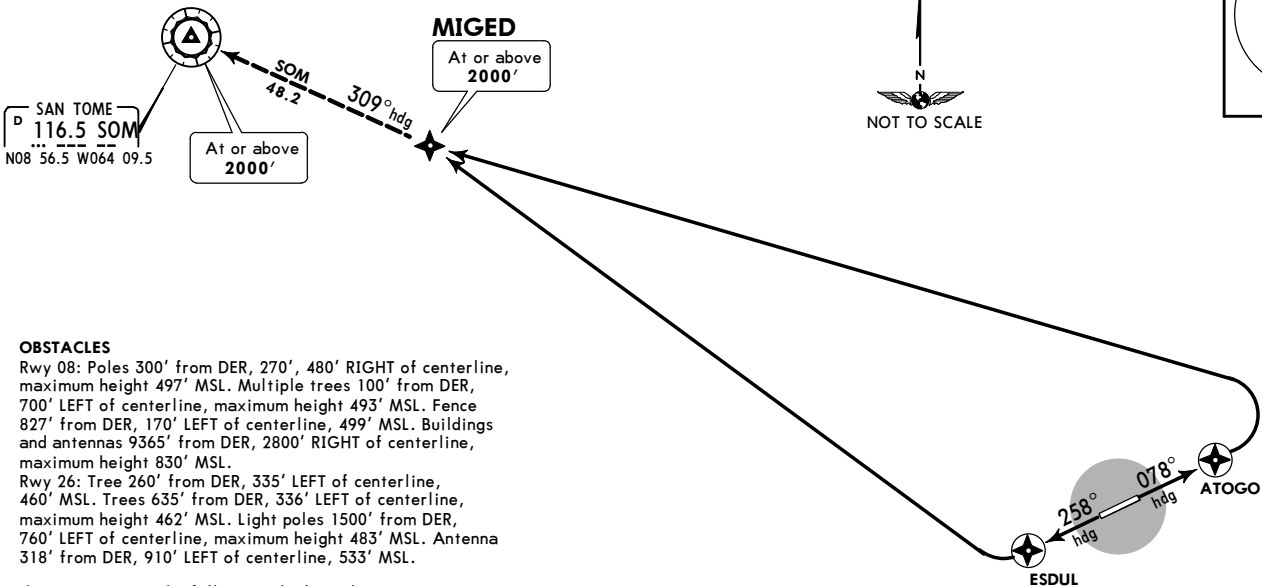 MIGED
At or above
2000'
SOM
48.2
309° hdg
D SAN TOME
116.5 SOM
N08 56.5 W064 09.5
At or above
2000'
N
NOT TO SCALE
OBSTACLES
Rwy 08: Poles 300' from DER, 270', 480' RIGHT of centerline,
maximum height 497' MSL. Multiple trees 100' from DER,
700' LEFT of centerline, maximum height 493' MSL. Fence
827' from DER, 170' LEFT of centerline, 499' MSL. Buildings
and antennas 9365' from DER, 2800' RIGHT of centerline,
maximum height 830' MSL.
Rwy 26: Tree 260' from DER, 335' LEFT of centerline,
460' MSL. Trees 635' from DER, 336' LEFT of centerline,
maximum height 462' MSL. Light poles 1500' from DER,
760' LEFT of centerline, maximum height 483' MSL. Antenna
318' from DER, 910' LEFT of centerline, 533' MSL.
078°
hdg
ATOGO
258°
hdg
ESDUL